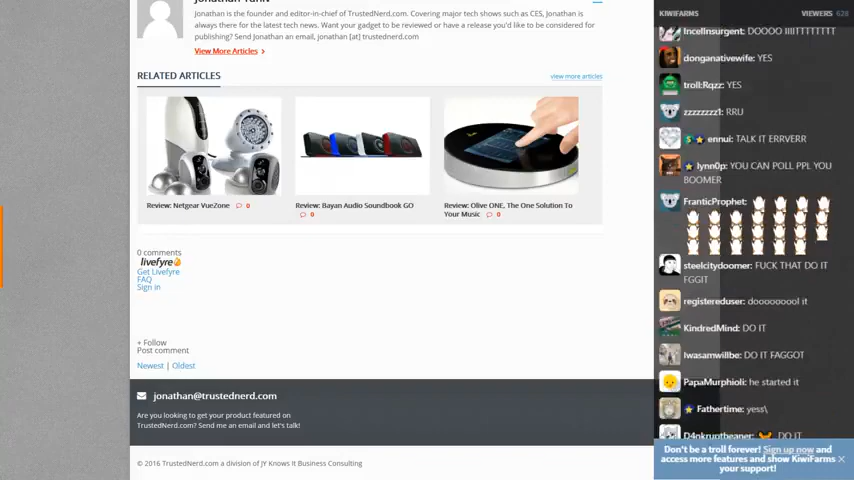 Jonathan is the founder and editor-in-chief of TrustedNerd.com. Covering major tech shows such as CES, Jonathan is
always there for the latest tech news. Want your gadget to be reviewed or have a release you'd like to be considered for
publishing? Send Jonathan an email, jonathan [at] trustednerd.com
View More Articles >
RELATED ARTICLES
view more articles
Review: Netgear VueZone 0
Review: Bayan Audio Soundbook GO
0
Review: Olive ONE, The One Solution To
Your Music 0
0 comments
livefyre
Get Livefyre
FAQ
Sign in
+ Follow
Post comment
Newest | Oldest
jonathan@trustednerd.com
Are you looking to get your product featured on
TrustedNerd.com? Send me an email and let's talk!
© 2016 TrustedNerd.com a division of JY Knows It Business Consulting
KIWIFARMS
VIEWERS 628
IncelInsurgent:
donganativewife: YES
troll:Rqzz: YES
zzzzzzzz1: RRU
ennui: TALK IT ERRVERR
lynn0p: YOU CAN POLL PPL YOU
BOOMER
FranticProphet:
steelcitydoomer: FUCK THAT DO IT
FGGIT
registereduser: dooooooool it
KindredMind: DO IT
Iwasamwillbe: DO IT FAGGOT
PapaMurphioli: he started it
Fathertime: yess\
D4nkruptbeaner: DO IT
Don't be a troll forever! Sign up now and
access more features and show KiwiFarms
your support!